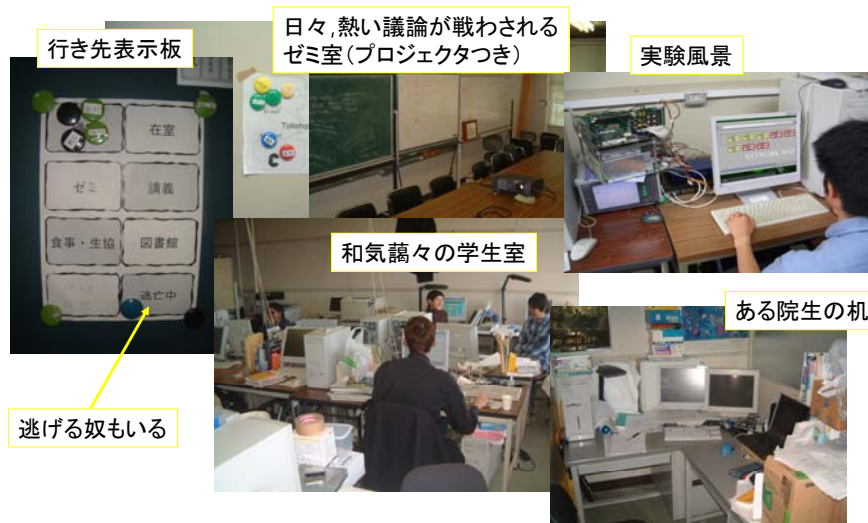 行き先表示板
日々,熱い議論が戦わされる
ゼミ室(プロジェクタつき)
実験風景
在室
ゼミ
講義
食事・生協
図書館
逃亡中
和気藹々の学生室
ある院生の机
逃げる奴もいる